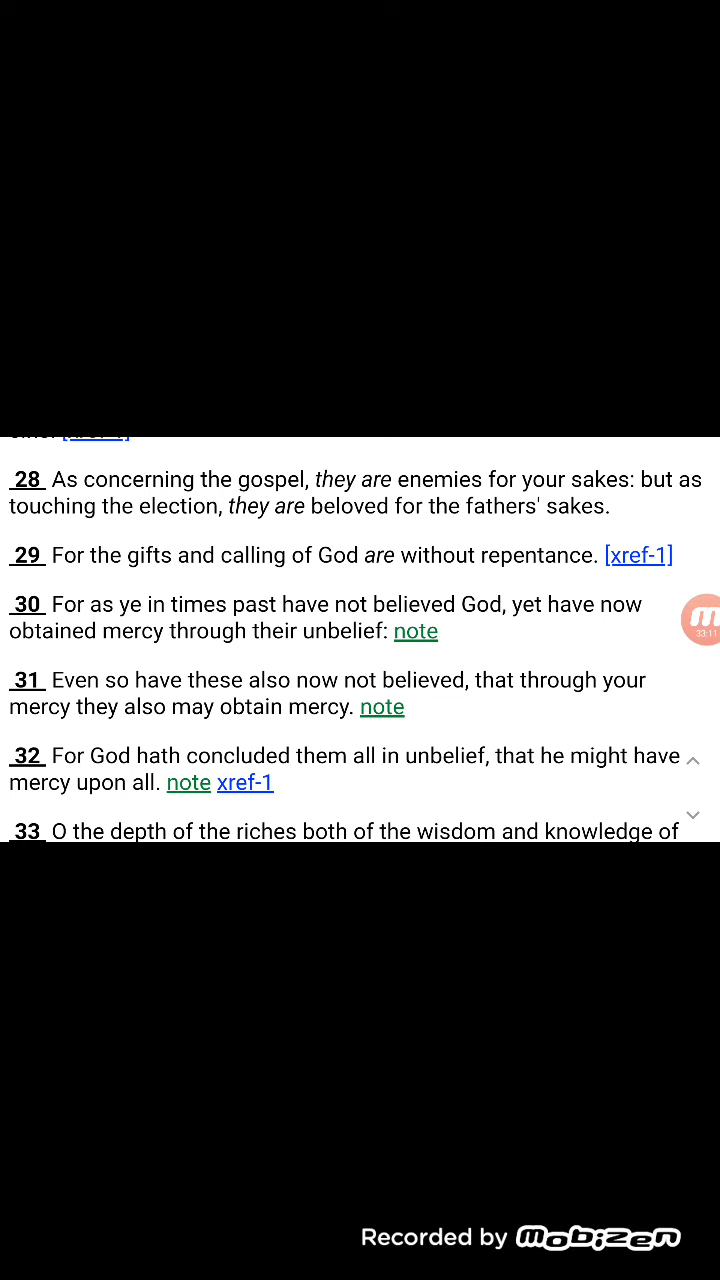 28 As concerning the gospel, they are enemies for your sakes: but as
touching the election, they are beloved for the fathers' sakes.
29 For the gifts and calling of God are without repentance. [xref-1]
30 For as ye in times past have not believed God, yet have now
obtained mercy through their unbelief: note
31 Even so have these also now not believed, that through your
mercy they also may obtain mercy. note
32 For God hath concluded them all in unbelief, that he might have
mercy upon all. note xref-1
33 O the depth of the riches both of the wisdom and knowledge of
33:11
Recorded by mobizen